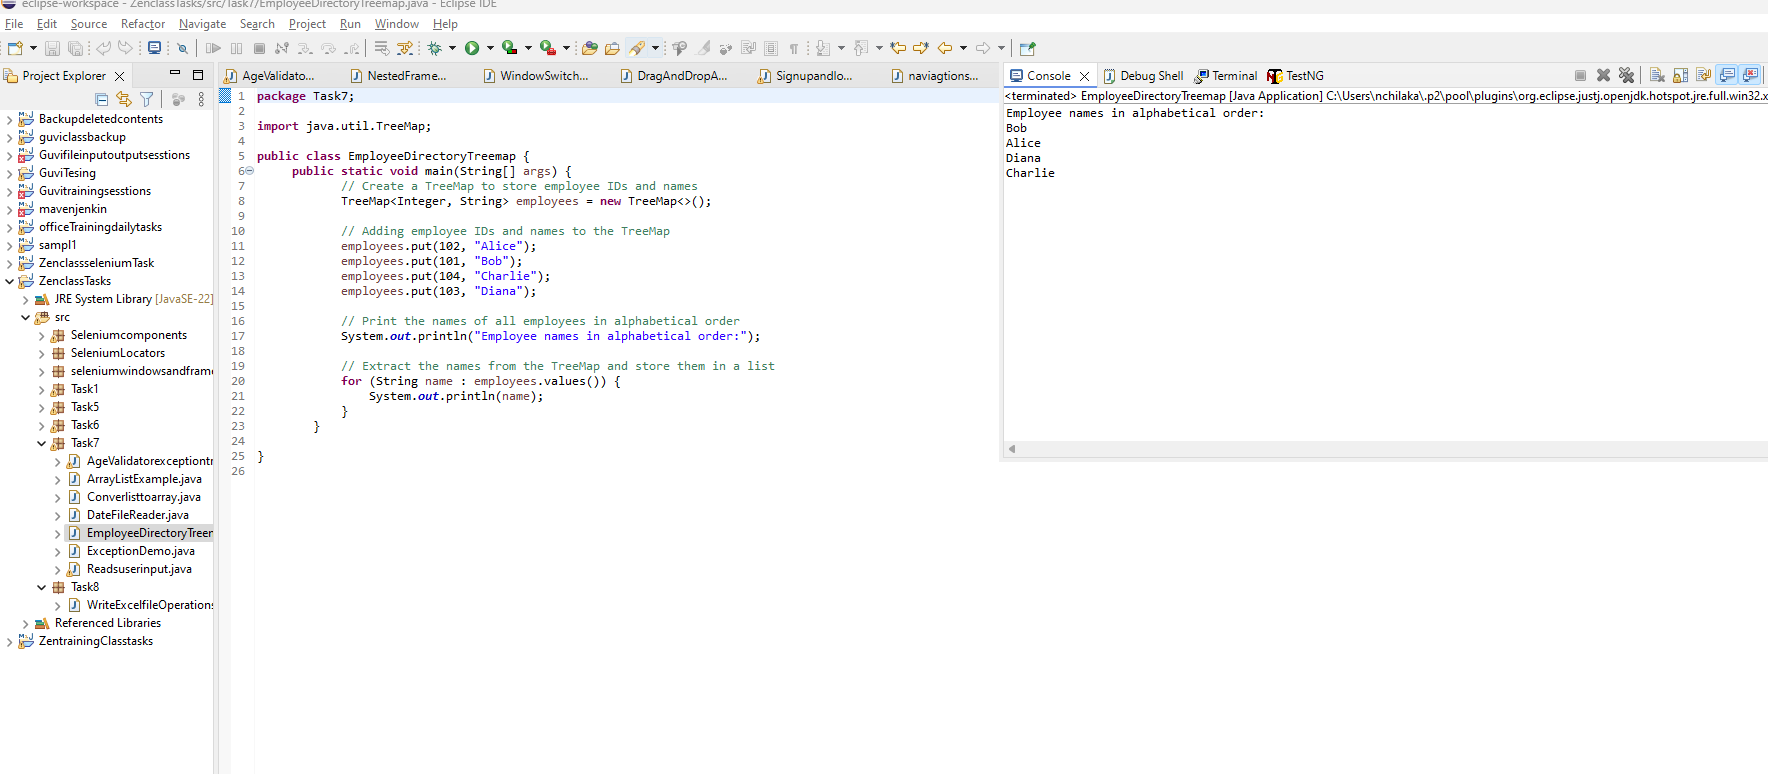 eclipse-workspace - ZenclassTasks/src/Task7/EmployeeDirectoryTreemap.java - Eclipse IDE
File Edit Source Refactor Navigate Search Project Run Window Help
Project Explorer
Backupdeletedcontents
guviclassbackup
Guvifileinputoutputsesstions
GuviTesing
Guvitrainingsesstions
mavenjenkin
officeTrainingdailytasks
sampl1
ZenclassseleniumTask
ZenclassTasks
JRE System Library [JavaSE-22]
src
Seleniumcomponents
SeleniumLocators
seleniumwindowsandfram
Task1
Task5
Task6
Task7
AgeValidatorexceptiontr
ArrayListExample.java
Converlisttoarray.java
DateFileReader.java
EmployeeDirectoryTreem
ExceptionDemo.java
Readsuserinput.java
Task8
WriteExcelfileOperations
Referenced Libraries
ZentrainingClasstasks
AgeValidato... NestedFrame... WindowSwitch... DragAndDropA... Signupandlo... naviagtions...
1 package Task7;
2
3 import java.util.TreeMap;
4
5 public class EmployeeDirectoryTreemap {
6 public static void main(String[] args) {
7 // Create a TreeMap to store employee IDs and names
8 TreeMap<Integer, String> employees = new TreeMap<>();
9
10 // Adding employee IDs and names to the TreeMap
11 employees.put(102, "Alice");
12 employees.put(101, "Bob");
13 employees.put(104, "Charlie");
14 employees.put(103, "Diana");
15
16 // Print the names of all employees in alphabetical order
17 System.out.println("Employee names in alphabetical order:");
18
19 // Extract the names from the TreeMap and store them in a list
20 for (String name : employees.values()) {
21 System.out.println(name);
22 }
23 }
24
25 }
26
Console Debug Shell Terminal TestNG
<terminated> EmployeeDirectoryTreemap [Java Application] C:\Users\nchilaka\.p2\pool\plugins\org.eclipse.justj.openjdk.hotspot.jre.full.win32.x
Employee names in alphabetical order:
Bob
Alice
Diana
Charlie